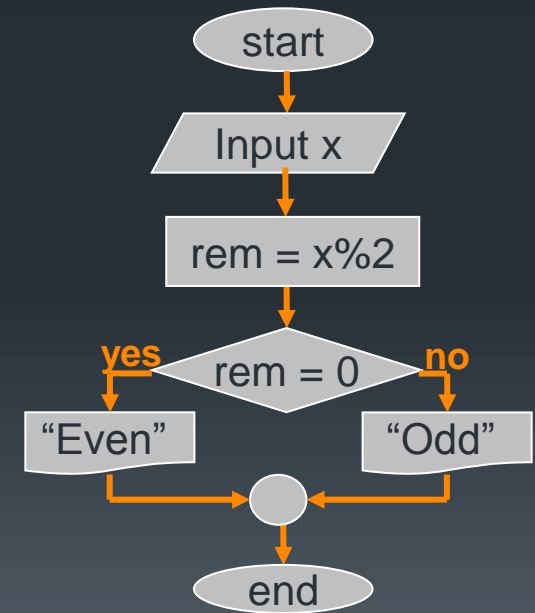 start
Input x
rem = x%2
yes
rem = 0
no
“Even”
“Odd”
end